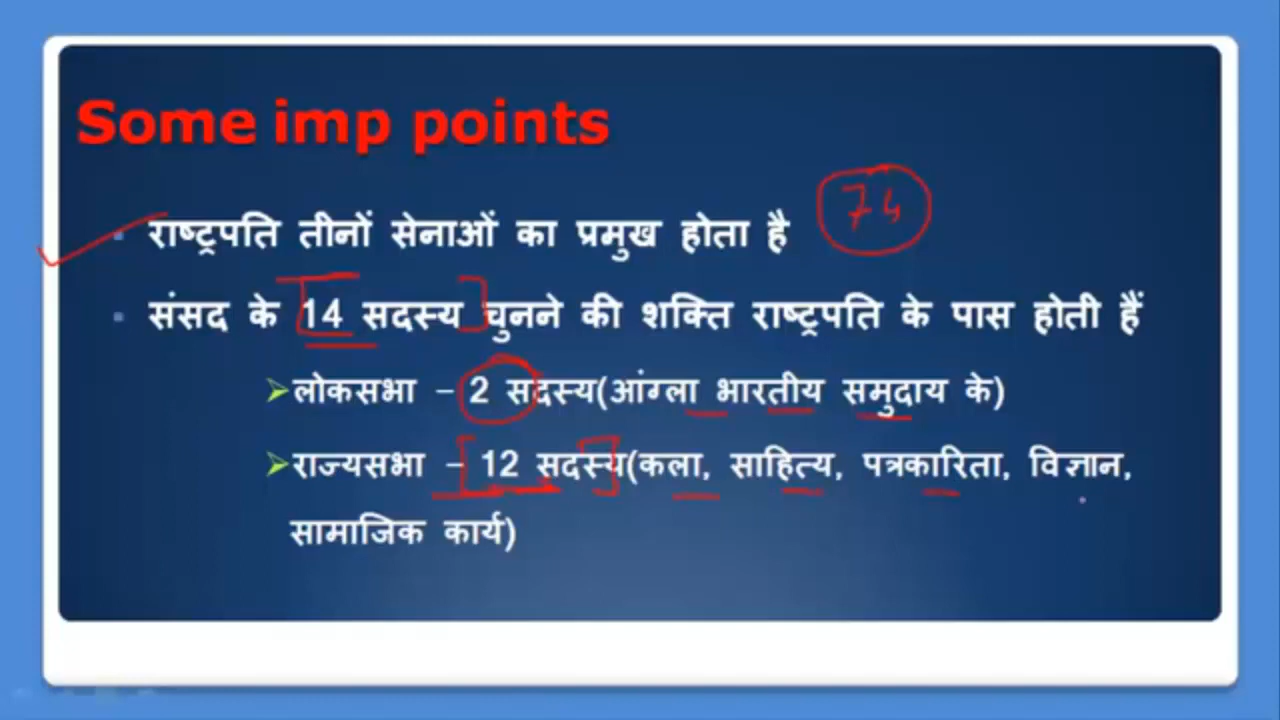 Some imp points
राष्ट्रपति तीनों सेनाओं का प्रमुख होता है 74
संसद के 14 सदस्य चुनने की शक्ति राष्ट्रपति के पास होती हैं
लोकसभा - 2 सदस्य(आंग्ला भारतीय समुदाय के)
राज्यसभा - 12 सदस्य(कला, साहित्य, पत्रकारिता, विज्ञान,
सामाजिक कार्य)